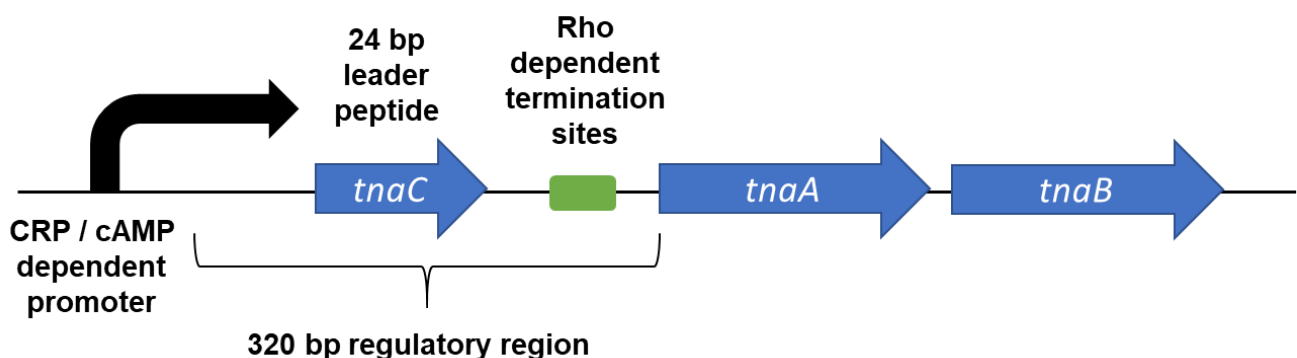 24 bp
leader
peptide
Rho
dependent
termination
sites
tnaC
tnaA
tnaB
CRP / cAMP
dependent
promoter
320 bp regulatory region